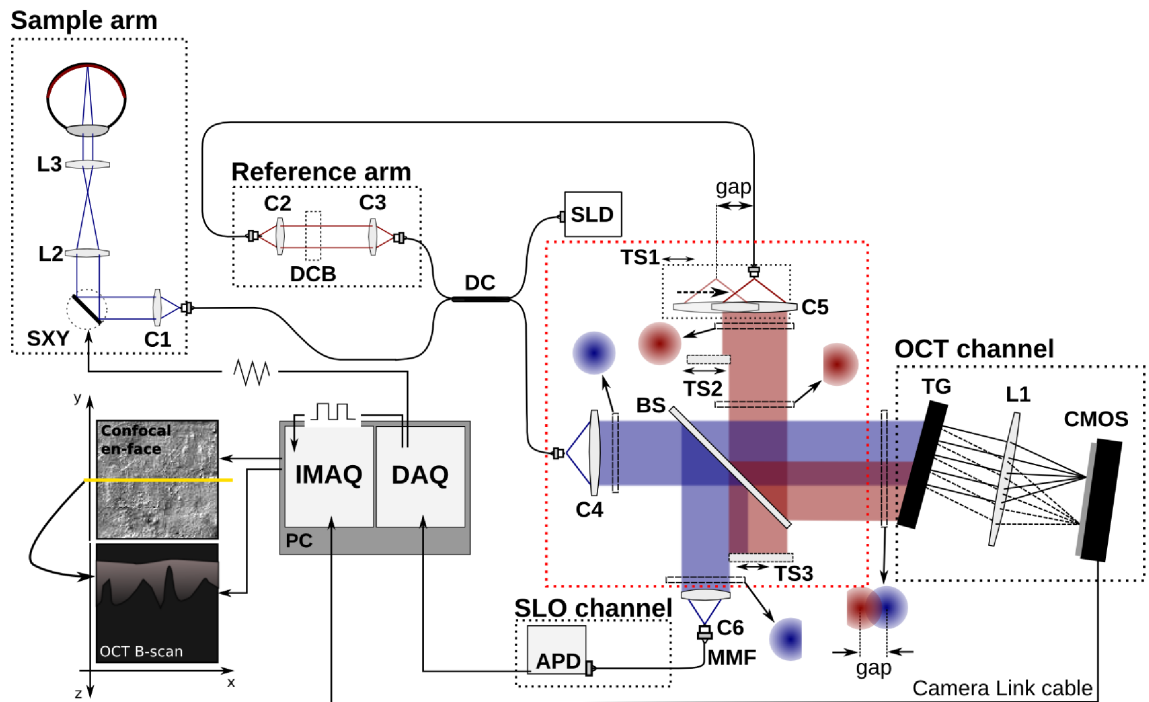 Sample arm
L3
L2
SXY
C1
Reference arm
C2
C3
DCB
DC
SLD
gap
TS1
C5
TS2
BS
C4
TS3
OCT channel
TG
L1
CMOS
SLO channel
C6
MMF
APD
gap
Camera Link cable
IMAQ
DAQ
PC
y
Confocal
en-face
OCT B-scan
x
z